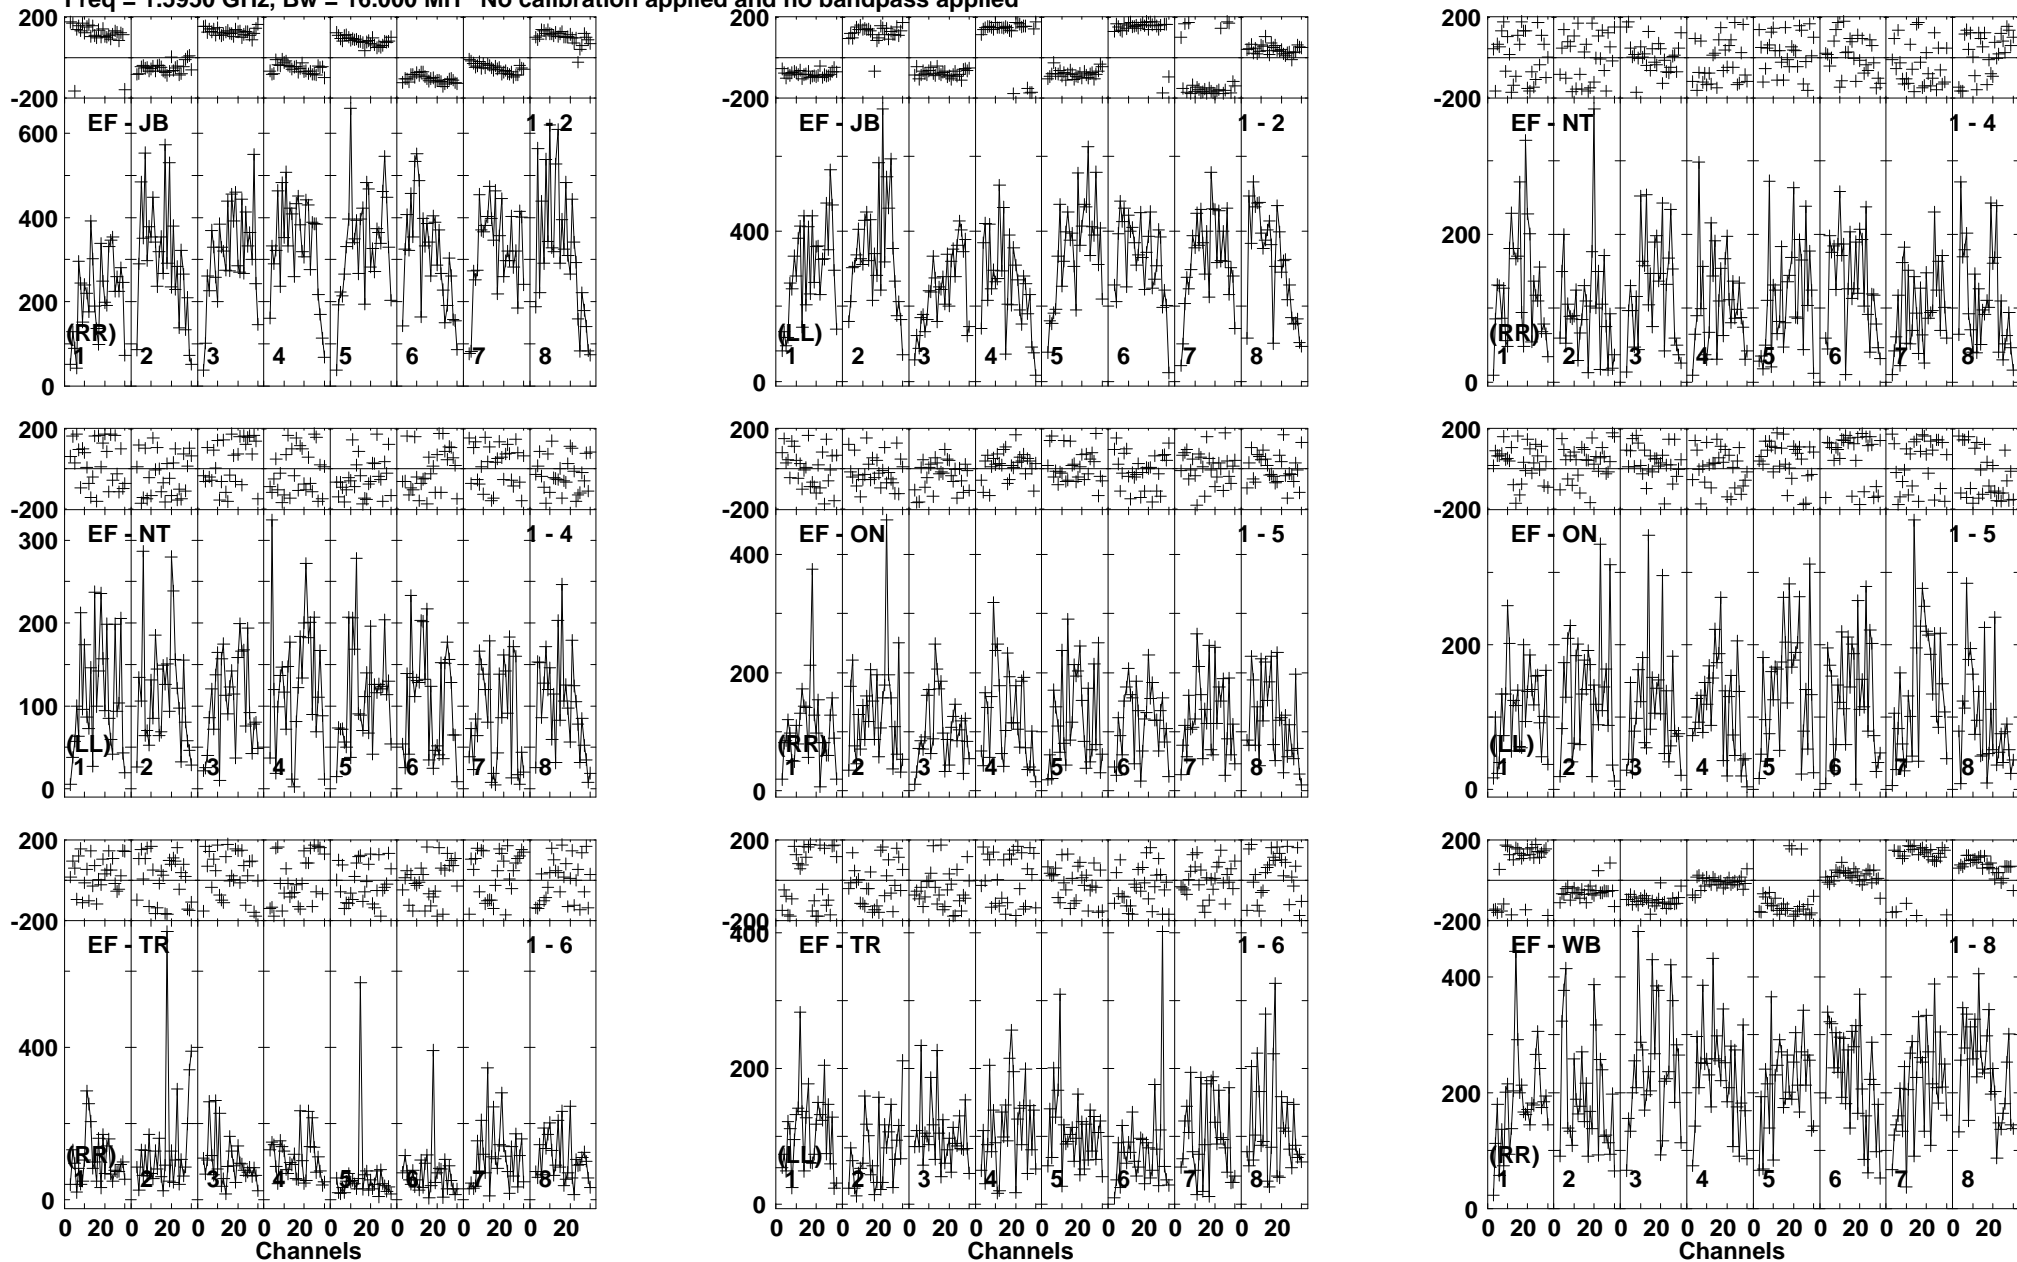 Freq = 1.5950 GHz, Bw = 16.000 MH No calibration applied and no bandpass applied
200 200 200
-200 -200 -200
EF - JB 1 - 2 EF - JB 1 - 2 EF - NT 1 - 4
600
400 400
200 200
(RR) (LL) (RR)
1 2 3 4 5 6 7 8 1 2 3 4 5 6 7 8 1 2 3 4 5 6 7 8
0 0 0
200 200 200
-200 -200 -200
EF - NT 1 - 4 EF - ON 1 - 5 EF - ON 1 - 5
300 400
200 200 200
100
(LL) (RR) (LL)
1 2 3 4 5 6 7 8 1 2 3 4 5 6 7 8 1 2 3 4 5 6 7 8
0 0 0
200 200 200
-200 -200 -200
400
EF - TR 1 - 6 EF - TR 1 - 6 EF - WB 1 - 8
400 400
200 200
(RR) (LL) (RR)
1 2 3 4 5 6 7 8 1 2 3 4 5 6 7 8 1 2 3 4 5 6 7 8
0 0 0
0 20 0 20 0 20 0 20 0 20 0 20 0 20 0 20 0 20 0 20 0 20 0 20 0 20 0 20 0 20 0 20 0 20 0 20 0 20 0 20 0 20 0 20 0 20 0 20
Channels Channels Channels